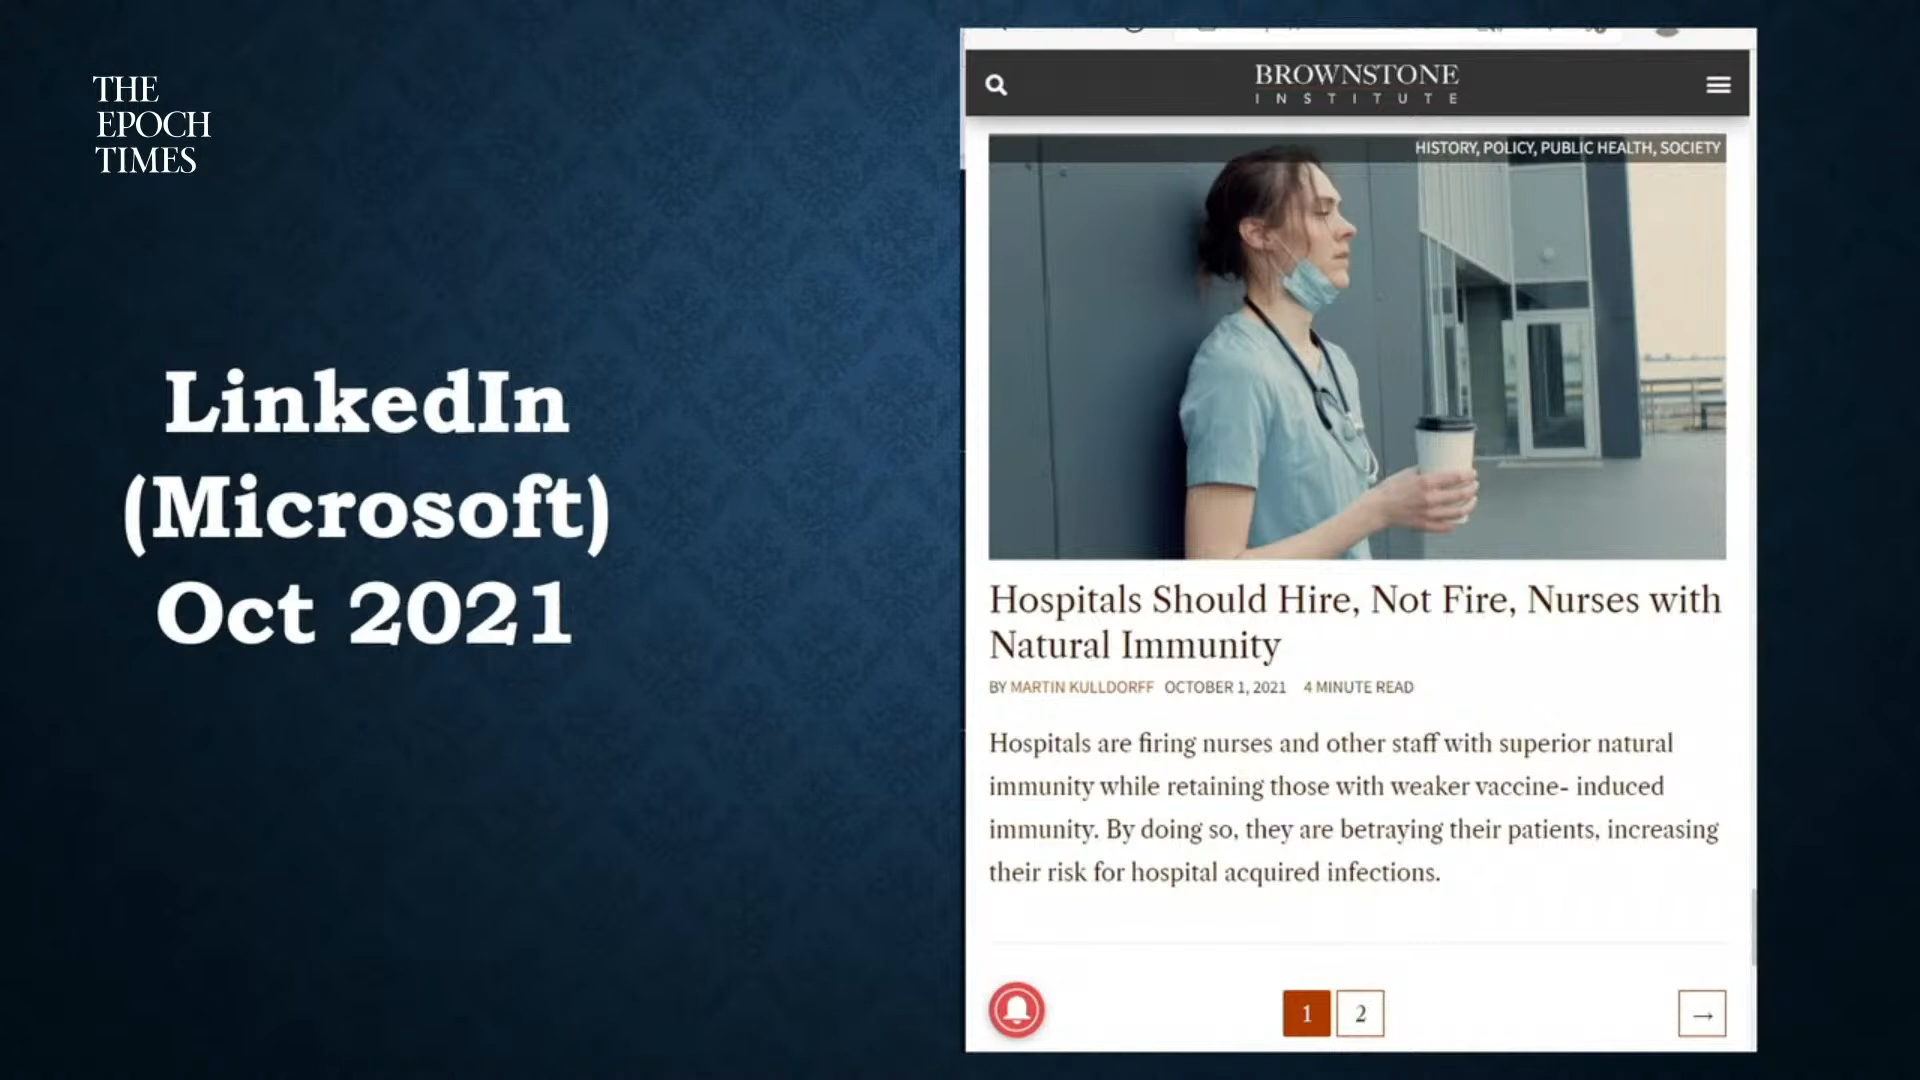 THE
EPOCH
TIMES
LinkedIn
(Microsoft)
Oct 2021
BROWNSTONE
INSTITUTE
HISTORY, POLICY, PUBLIC HEALTH, SOCIETY
Hospitals Should Hire, Not Fire, Nurses with
Natural Immunity
BY MARTIN KULLDORFF OCTOBER 1, 2021 4 MINUTE READ
Hospitals are firing nurses and other staff with superior natural
immunity while retaining those with weaker vaccine- induced
immunity. By doing so, they are betraying their patients, increasing
their risk for hospital acquired infections.
1 2 →